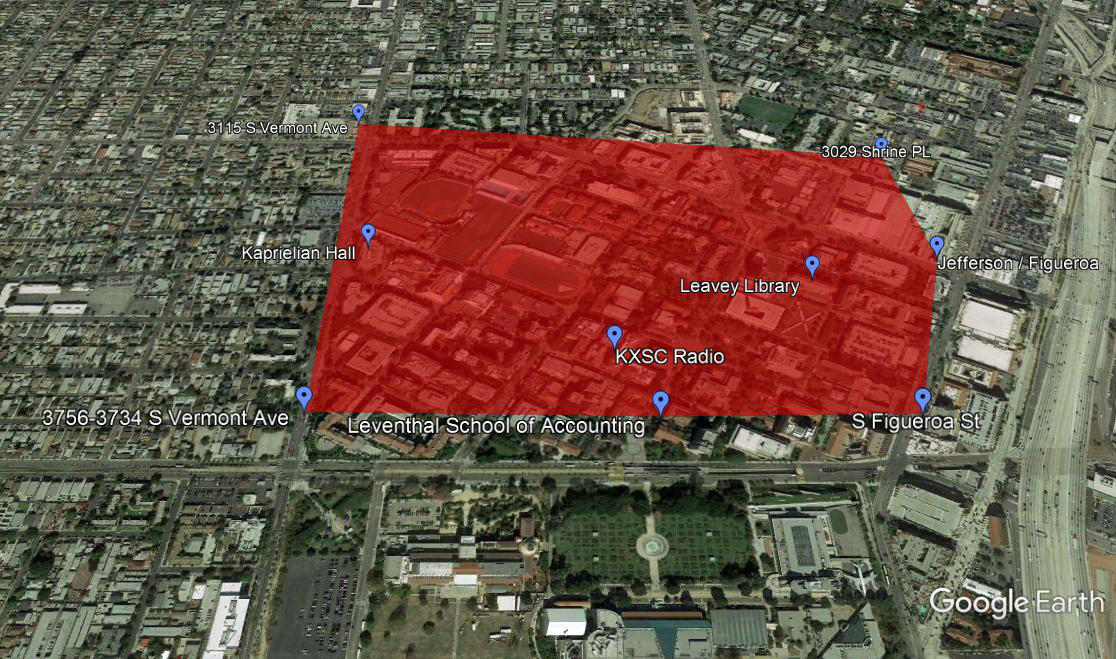 3115 S Vermont Ave
3029 Shrine PL
Kaprielian Hall
Jefferson / Figueroa
Leavey Library
KXSC Radio
3756-3734 S Vermont Ave
Leventhal School of Accounting
S Figueroa St
Google Earth